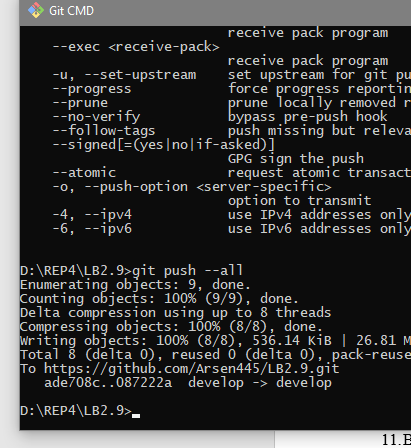 Git CMD
receive pack program
--exec <receive-pack>
receive pack program
-u, --set-upstream set upstream for git pu
--progress force progress reportin
--prune prune locally removed r
--no-verify bypass pre-push hook
--follow-tags push missing but releva
--signed[=(yes|no|if-asked)]
GPG sign the push
--atomic request atomic transact
-o, --push-option <server-specific>
option to transmit
-4, --ipv4 use IPv4 addresses only
-6, --ipv6 use IPv6 addresses only
D:\REP4\LB2.9>git push --all
Enumerating objects: 9, done.
Counting objects: 100% (9/9), done.
Delta compression using up to 8 threads
Compressing objects: 100% (8/8), done.
Writing objects: 100% (8/8), 536.14 KiB | 26.81 M
Total 8 (delta 0), reused 0 (delta 0), pack-reuse
To https://github.com/Arsen445/LB2.9.git
ade708c..087222a develop -> develop
D:\REP4\LB2.9>
11.В